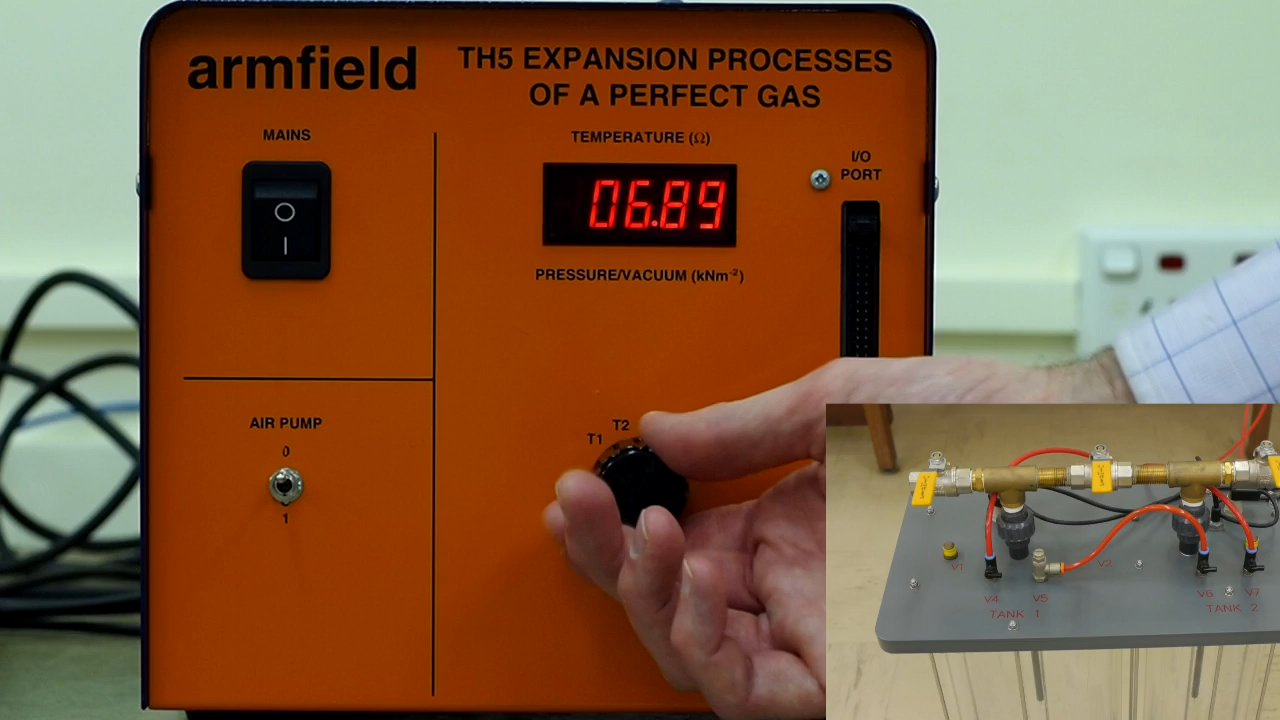 armfield
TH5 EXPANSION PROCESSES
OF A PERFECT GAS
MAINS
TEMPERATURE (Ω)
I/O
PORT
06.89
PRESSURE/VACUUM (kNm⁻²)
AIR PUMP
0
1
T1
T2
V1
V2
V4
V5
V6
V7
TANK 1
TANK 2